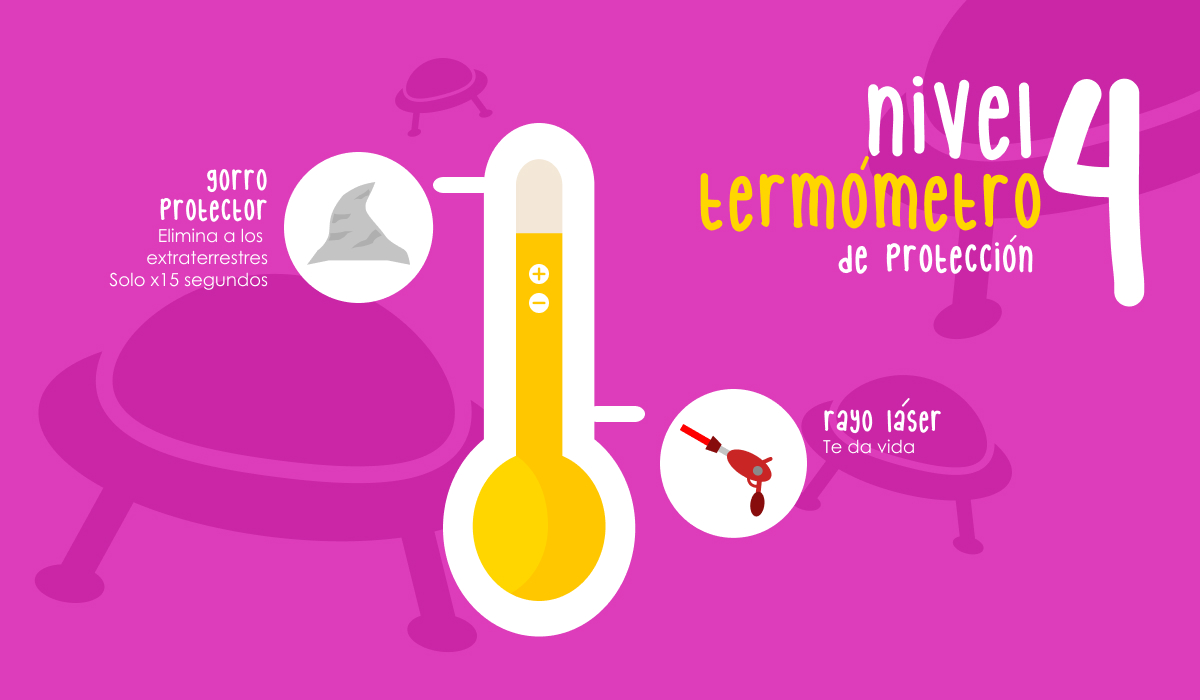 nivel 4
termómetro
de Protección
gorro
Protector
Elimina a los
extraterrestres
Solo x15 segundos
+
−
rayo láser
Te da vida